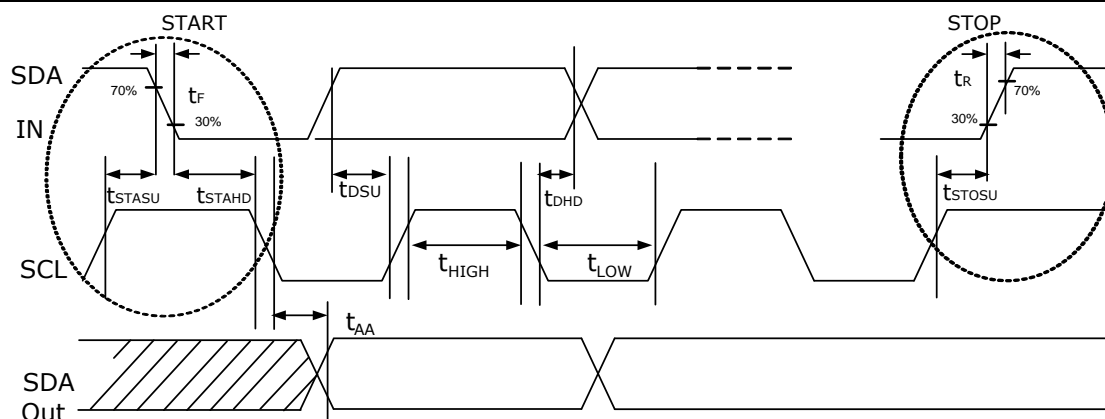 START
STOP
SDA
70%
tF
30%
IN
tR
70%
30%
tSTASU
tSTAHD
tDSU
tDHD
tSTOSU
SCL
tHIGH
tLOW
tAA
SDA
Out